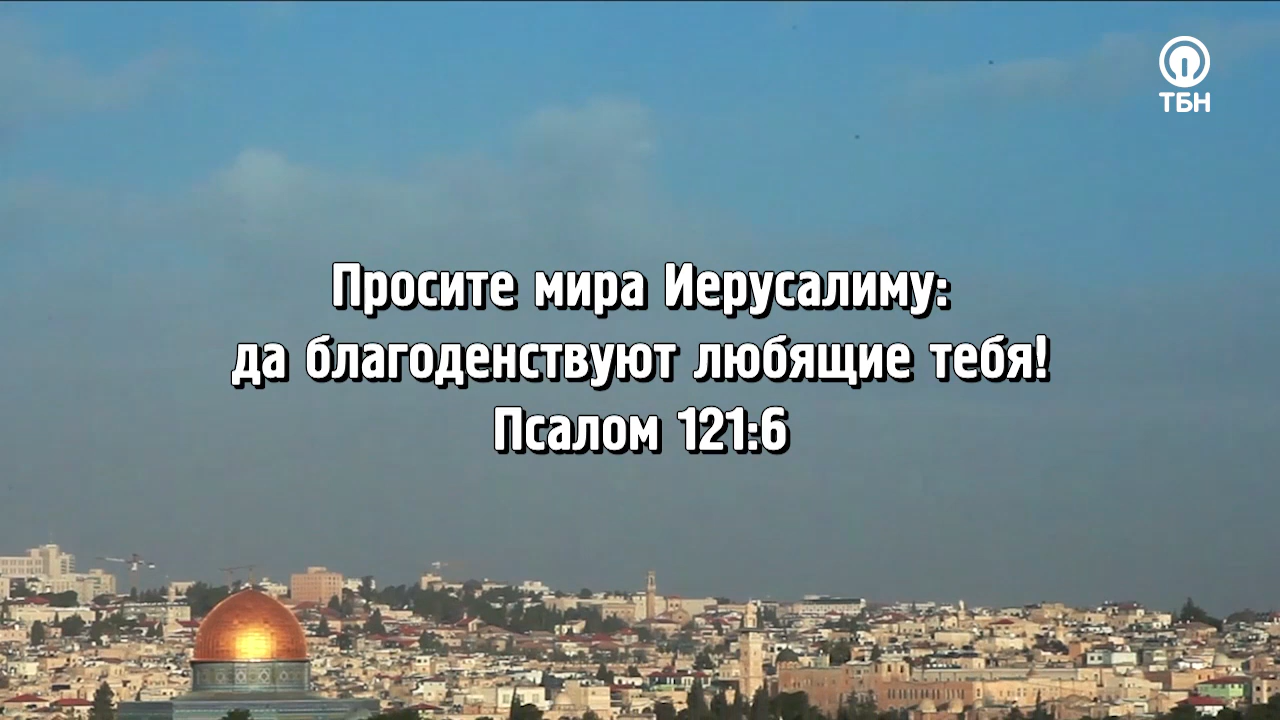 ТБН
Просите мира Иерусалиму:
да благоденствуют любящие тебя!
Псалом 121:6